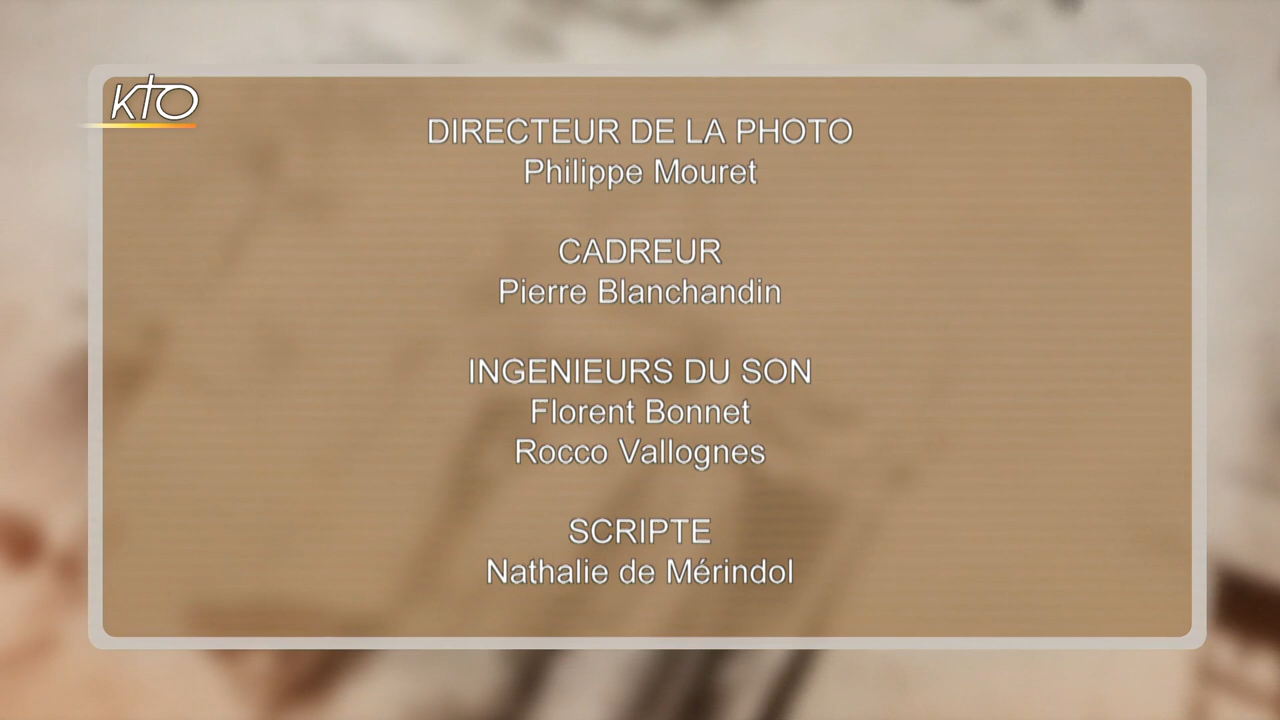 KTO
DIRECTEUR DE LA PHOTO
Philippe Mouret
CADREUR
Pierre Blanchandin
INGENIEURS DU SON
Florent Bonnet
Rocco Vallognes
SCRIPTE
Nathalie de Mérindol